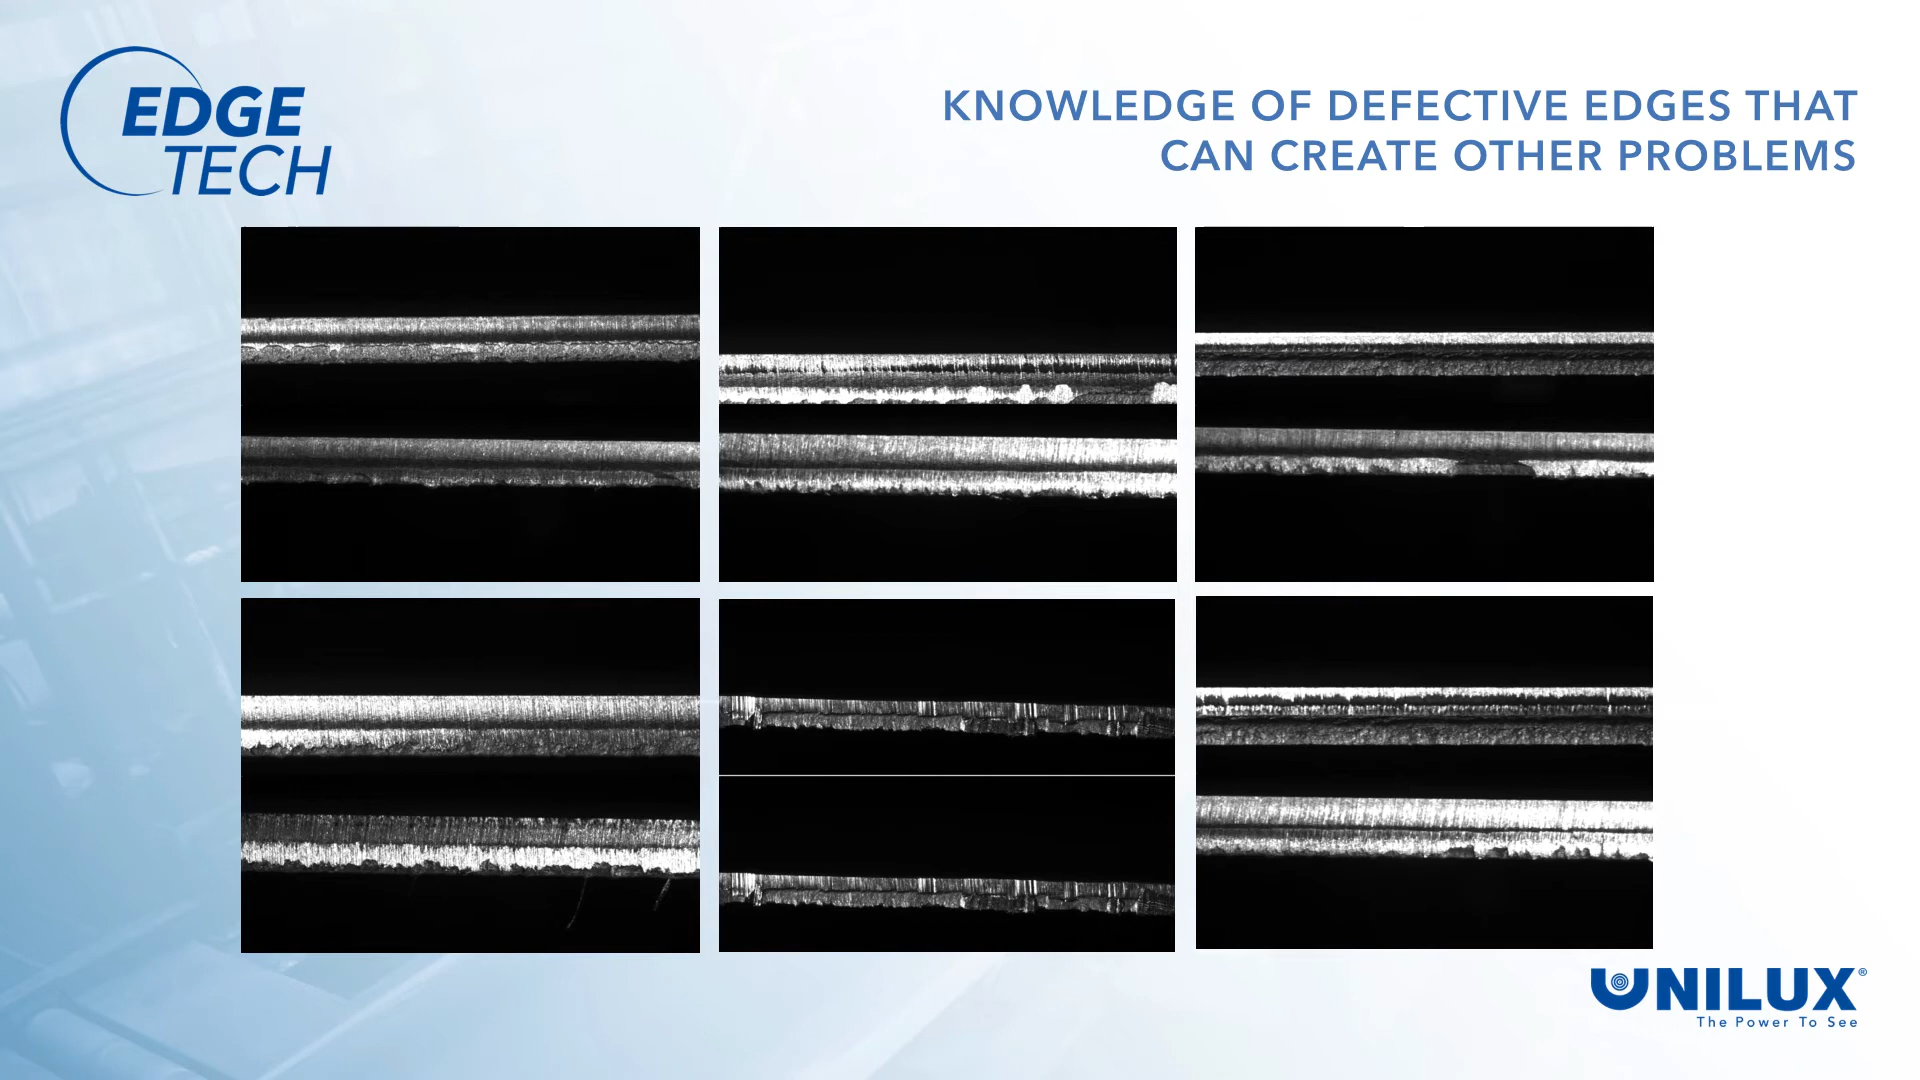 EDGE
TECH
KNOWLEDGE OF DEFECTIVE EDGES THAT
CAN CREATE OTHER PROBLEMS
UNILUX®
The Power To See